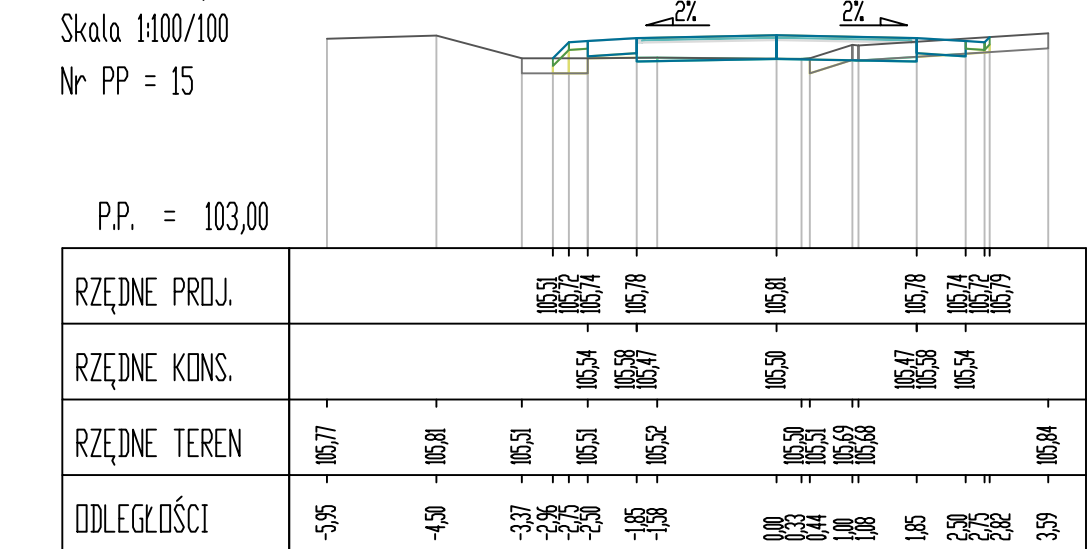 2% 2%
Skala 1:100/100
Nr PP = 15
P.P. = 103,00
RZĘDNE PROJ. 105,51 105,72 105,74 105,78 105,81 105,78 105,74 105,72 105,79
RZĘDNE KONS. 105,54 105,58 105,47 105,50 105,47 105,58 105,54
RZĘDNE TEREN 105,77 105,81 105,51 105,51 105,52 105,50 105,51 105,69 105,68 105,84
ODLEGŁOŚCI -5,95 -4,50 -3,37 -2,96 -2,75 -2,50 -1,85 -1,58 0,00 0,33 0,44 1,00 1,08 1,85 2,50 2,75 2,82 3,59